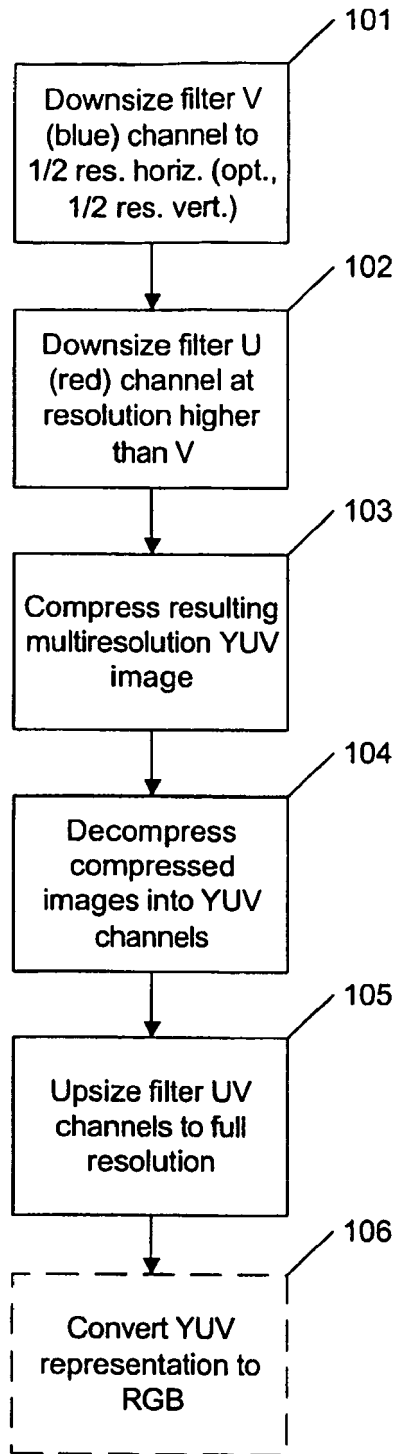 101
Downsize filter V
(blue) channel to
1/2 res. horiz. (opt.,
1/2 res. vert.)
102
Downsize filter U
(red) channel at
resolution higher
than V
103
Compress resulting
multiresolution YUV
image
104
Decompress
compressed
images into YUV
channels
105
Upsize filter UV
channels to full
resolution
106
Convert YUV
representation to
RGB